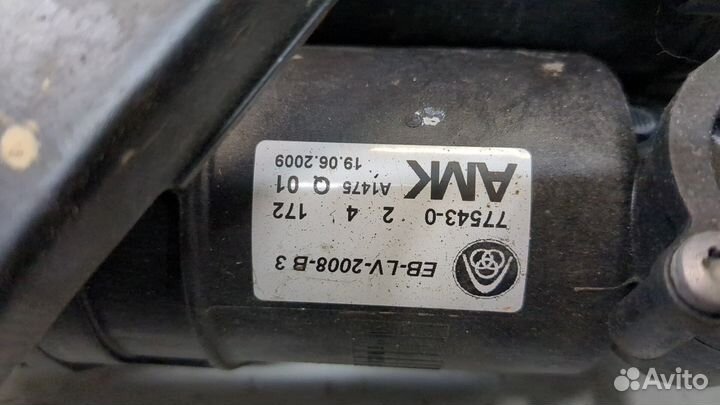 EB-LV-2008-B 3
77543-0 2 4 172
AMK A1475 Q 01
19.06.2009
Avito